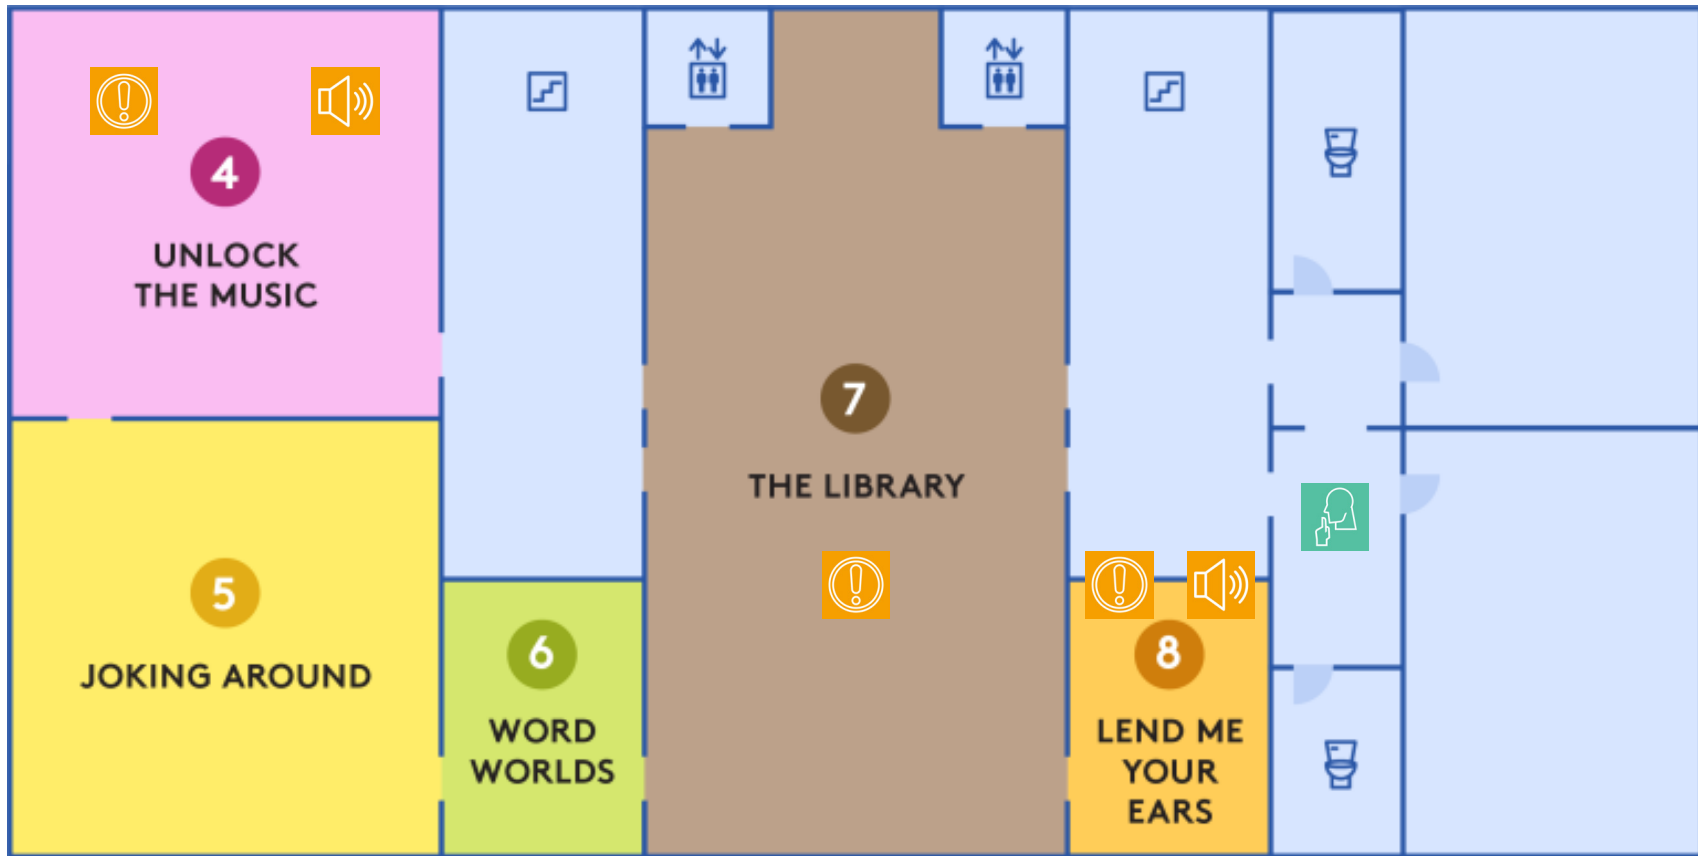 4
UNLOCK
THE MUSIC
5
JOKING AROUND
6
WORD
WORLDS
7
THE LIBRARY
8
LEND ME
YOUR
EARS